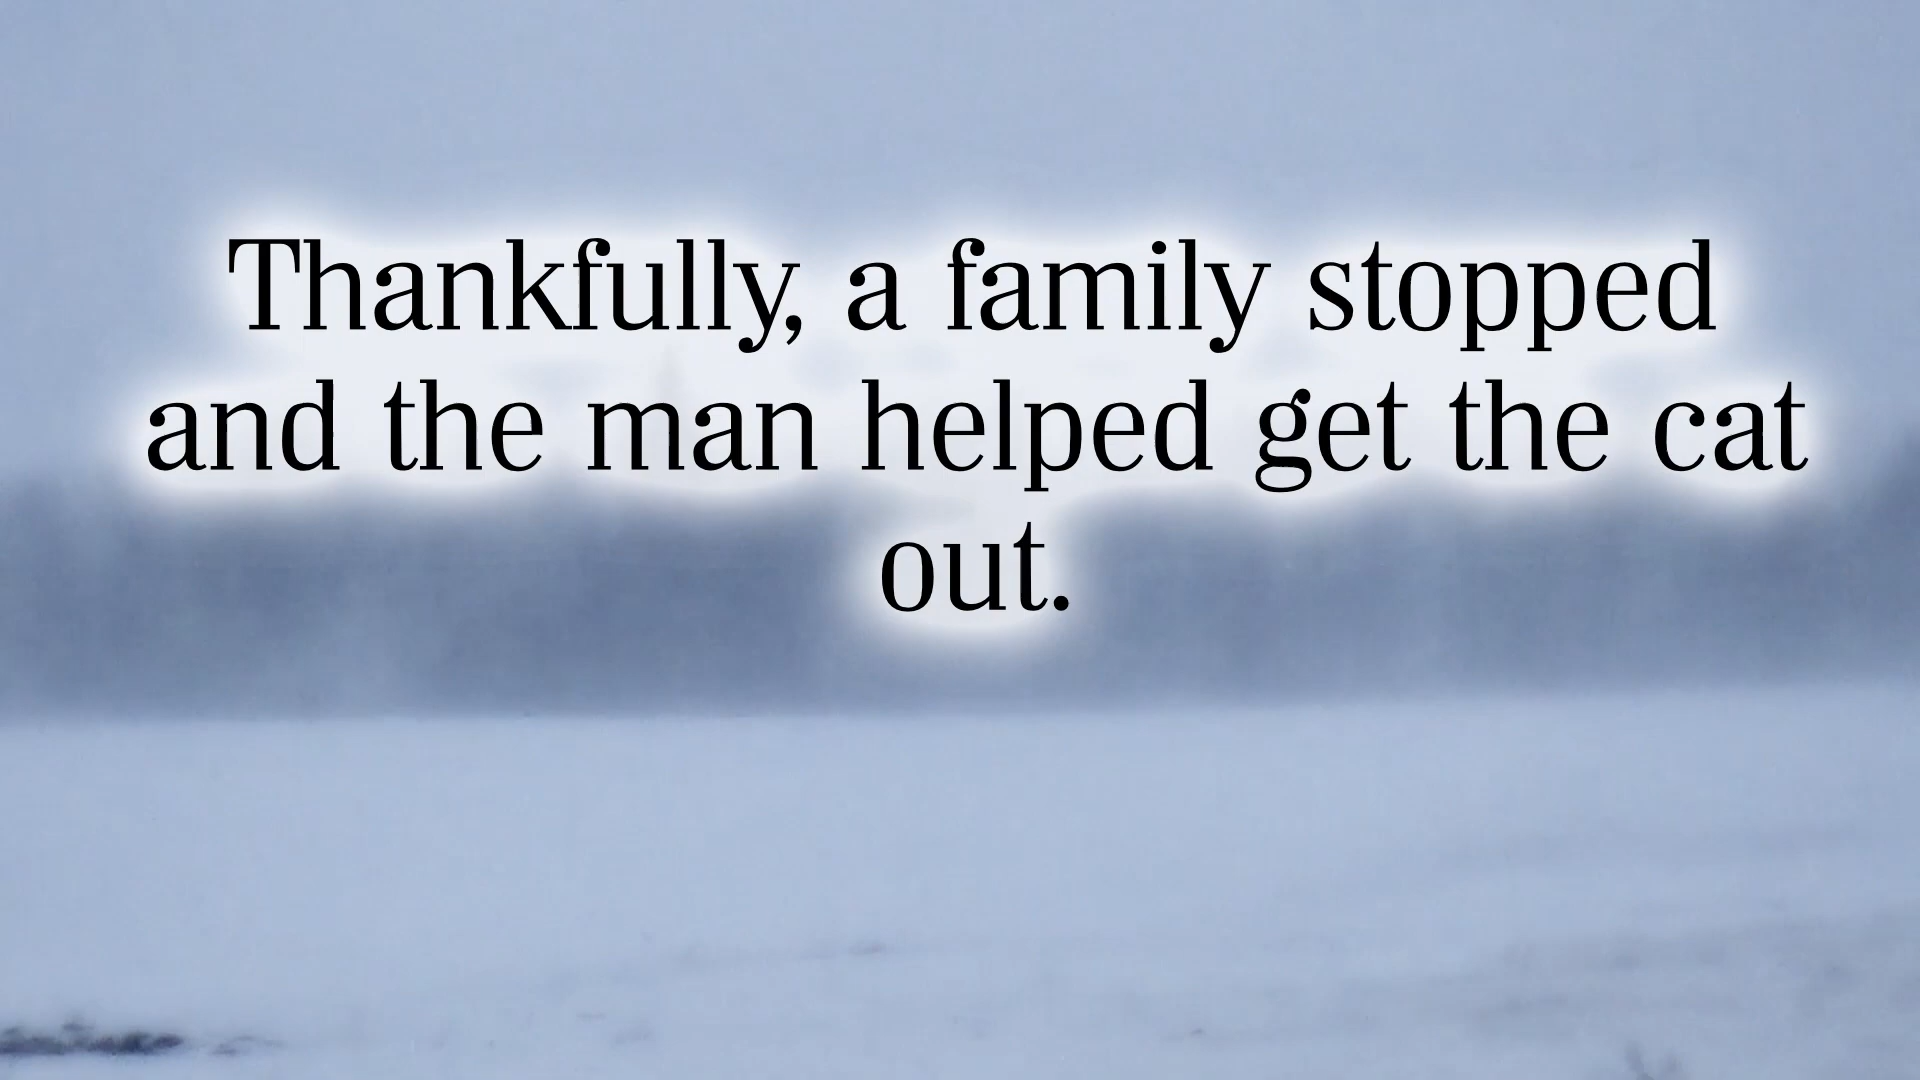 Thankfully, a family stopped
and the man helped get the cat
out.